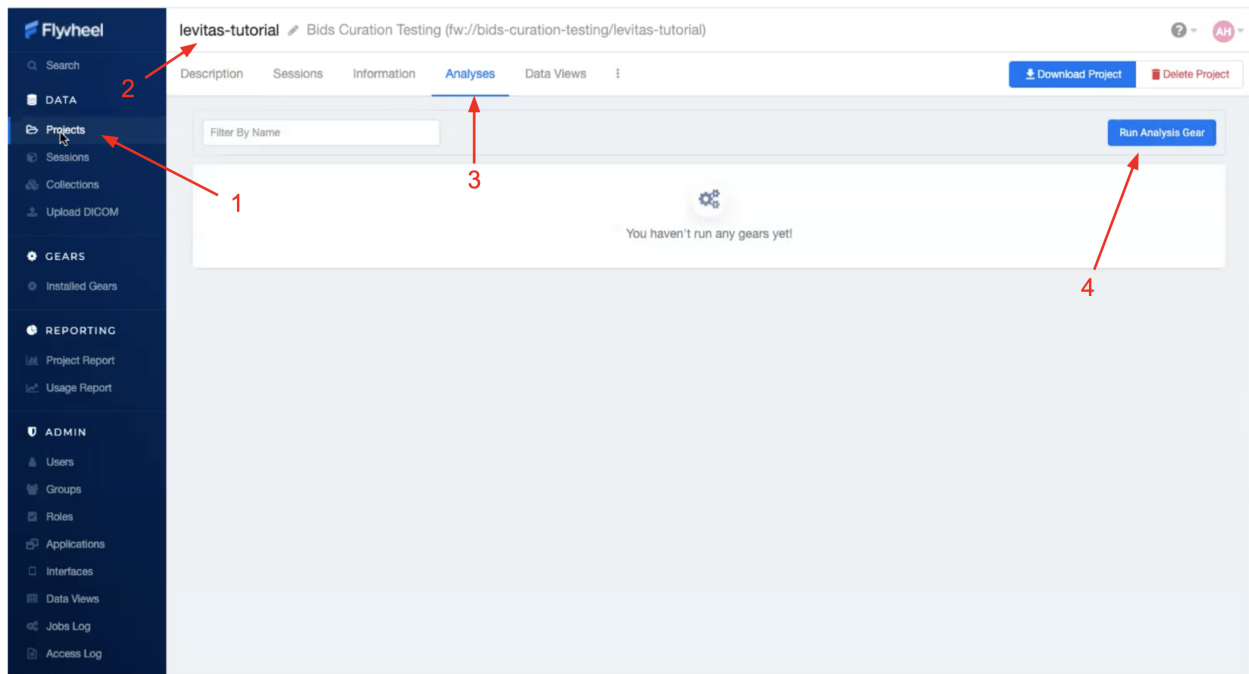 Flywheel
levitas-tutorial Bids Curation Testing (fw://bids-curation-testing/levitas-tutorial)
AH
Search
Description Sessions Information Analyses Data Views
Download Project Delete Project
2
DATA
Projects
Filter By Name
Run Analysis Gear
Sessions
3
Collections
1
Upload DICOM
You haven't run any gears yet!
GEARS
Installed Gears
4
REPORTING
Project Report
Usage Report
ADMIN
Users
Groups
Roles
Applications
Interfaces
Data Views
Jobs Log
Access Log